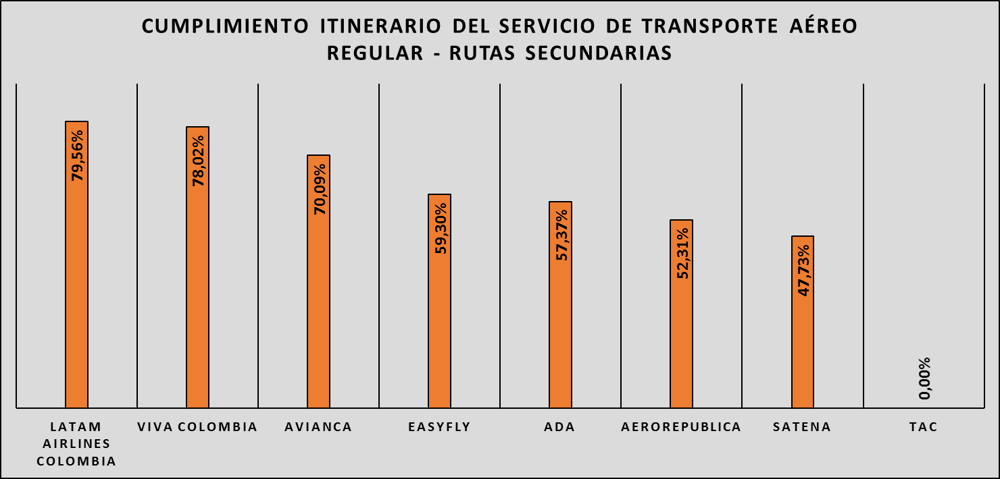 CUMPLIMIENTO ITINERARIO DEL SERVICIO DE TRANSPORTE AÉREO
REGULAR - RUTAS SECUNDARIAS
79,56%
78,02%
70,09%
59,30%
57,37%
52,31%
47,73%
0,00%
LATAM
AIRLINES
COLOMBIA
VIVA COLOMBIA
AVIANCA
EASYFLY
ADA
AEROREPUBLICA
SATENA
TAC